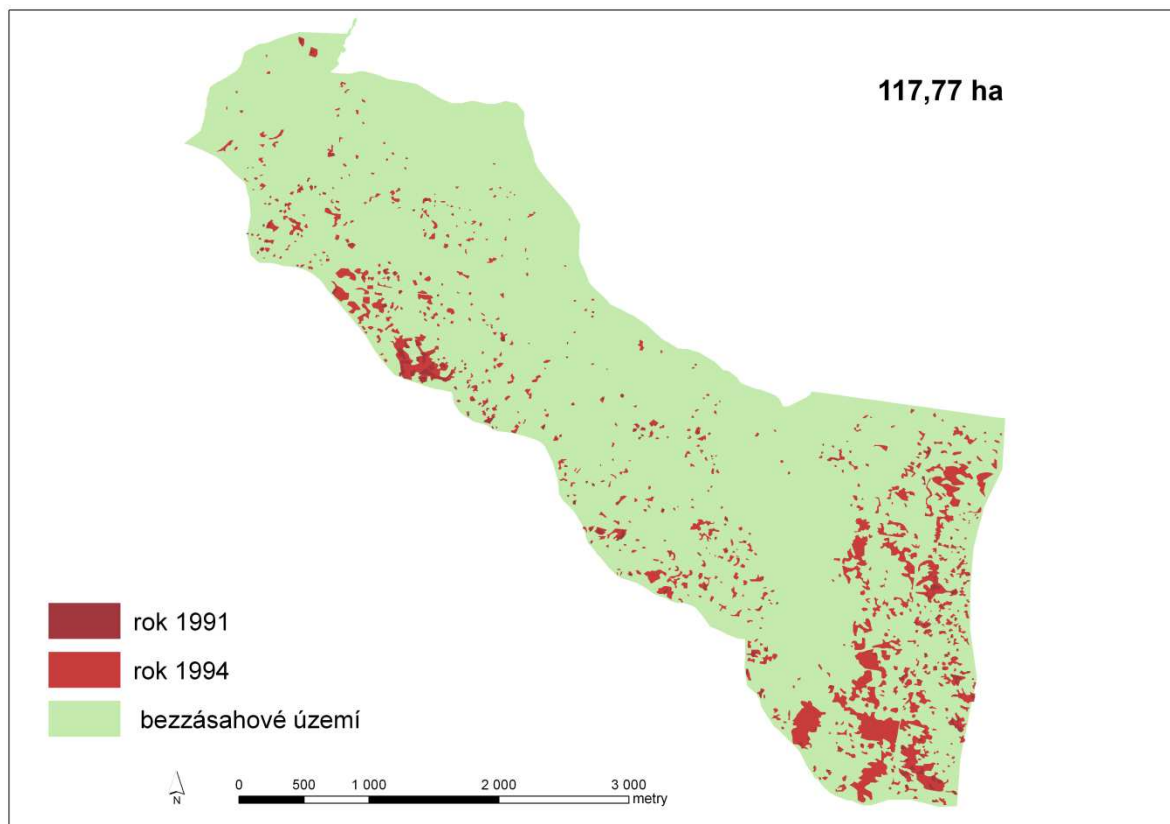 117,77 ha
rok 1991
rok 1994
bezzásahové území
N
0 500 1 000 2 000 3 000
metry